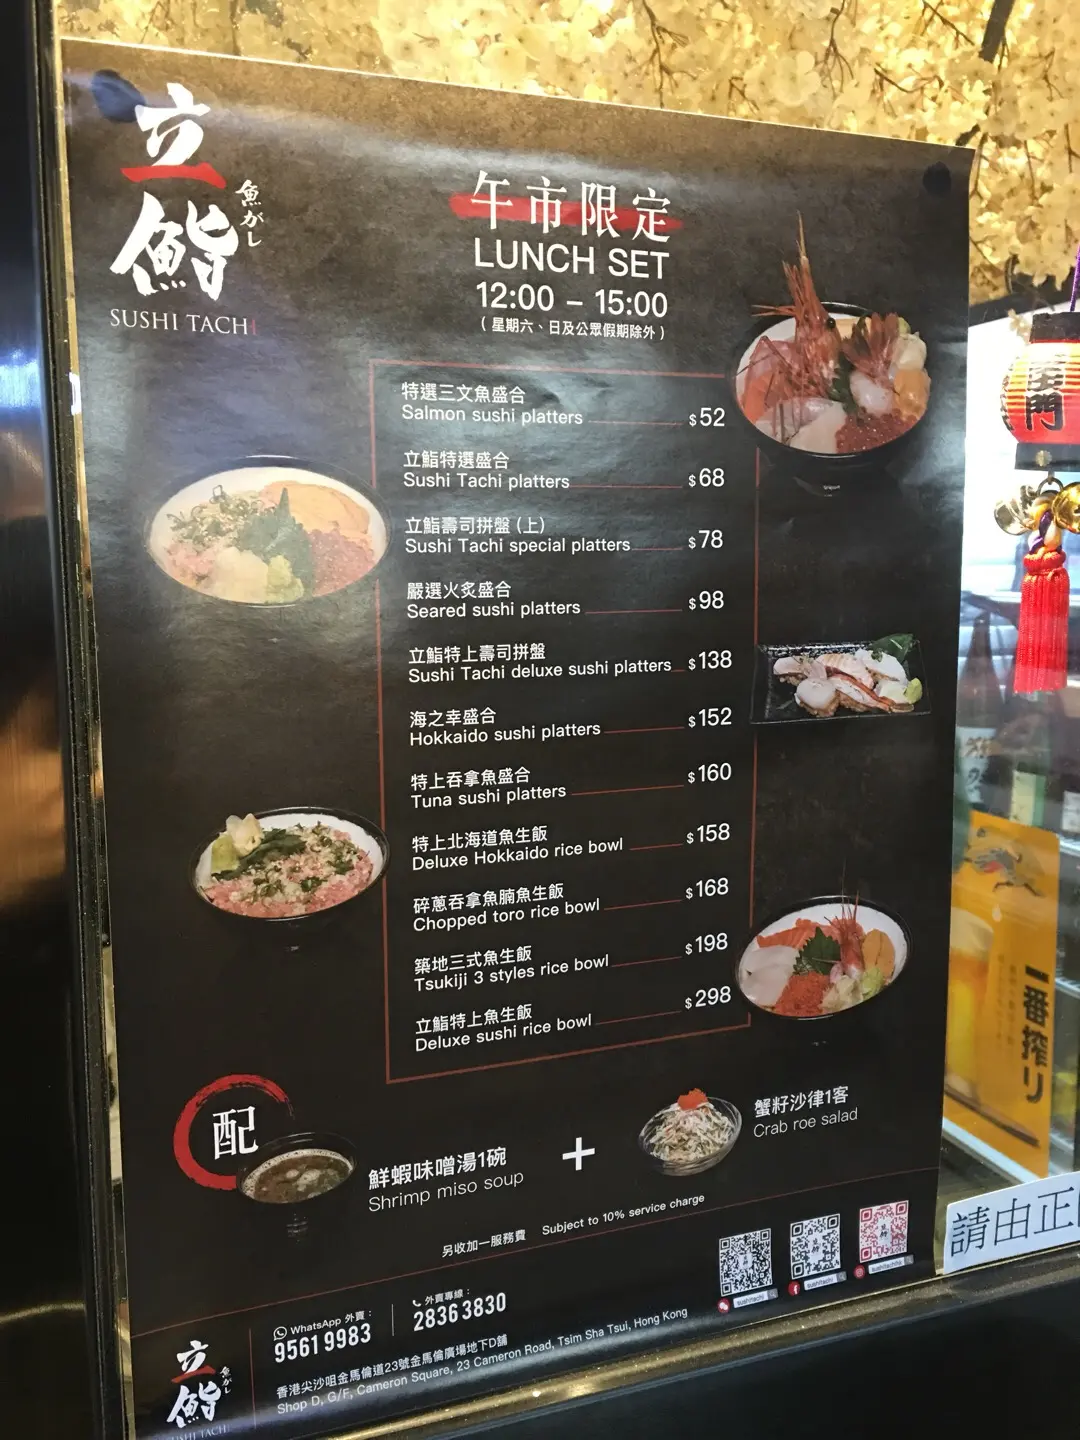 立鮨
魚がし
SUSHI TACHI
午市限定
LUNCH SET
12:00 – 15:00
( 星期六、日及公眾假期除外 )
特選三文魚盛合
Salmon sushi platters $52
立鮨特選盛合
Sushi Tachi platters $68
立鮨壽司拼盤 (上)
Sushi Tachi special platters $78
嚴選火炙盛合
Seared sushi platters $98
立鮨特上壽司拼盤
Sushi Tachi deluxe sushi platters $138
海之幸盛合
Hokkaido sushi platters $152
特上吞拿魚盛合
Tuna sushi platters $160
特上北海道魚生飯
Deluxe Hokkaido rice bowl $158
碎蔥吞拿魚腩魚生飯
Chopped toro rice bowl $168
築地三式魚生飯
Tsukiji 3 styles rice bowl $198
立鮨特上魚生飯
Deluxe sushi rice bowl $298
配
鮮蝦味噌湯1碗
Shrimp miso soup
+
蟹籽沙律1客
Crab roe salad
另收加一服務費 Subject to 10% service charge
sushitachi
sushitachi
sushitachihk
立鮨
魚がし
SUSHI TACHI
WhatsApp 外賣：
9561 9983
外賣專線：
2836 3830
香港尖沙咀金馬倫道23號金馬倫廣場地下D舖
Shop D, G/F, Cameron Square, 23 Cameron Road, Tsim Sha Tsui, Hong Kong
門
一番搾り
請由正